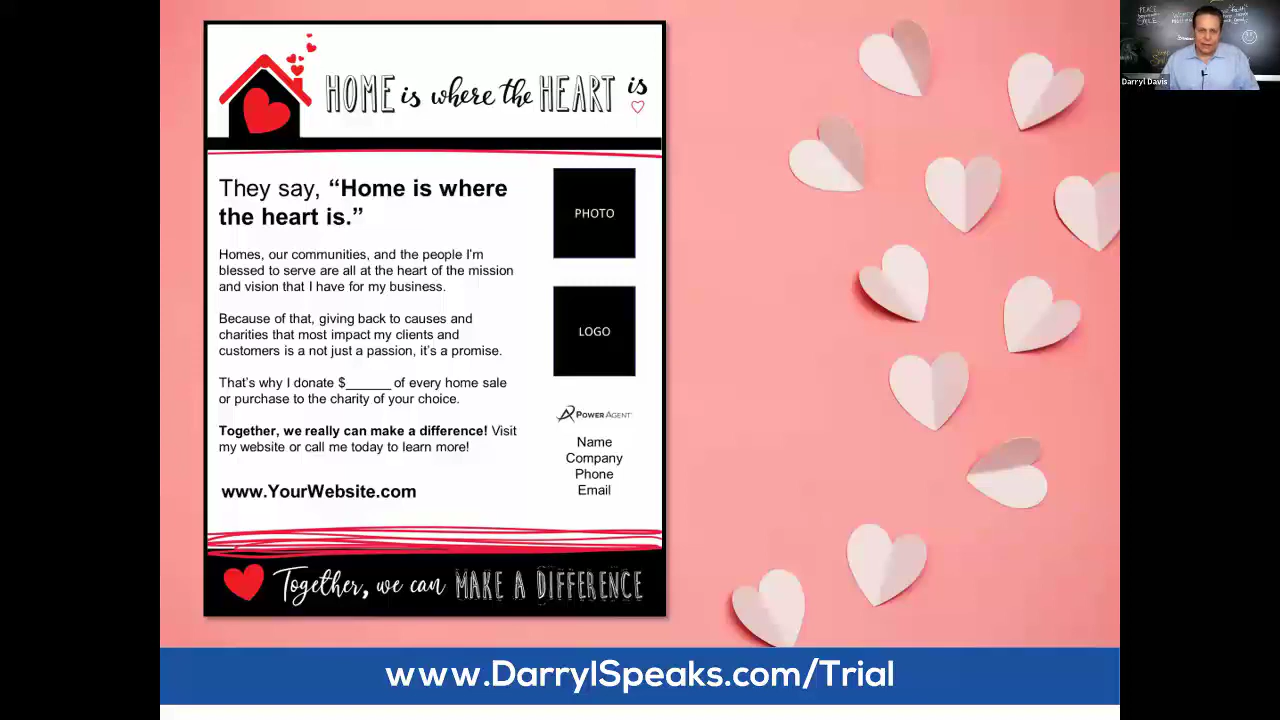 HOME is where the HEART is
They say, “Home is where
the heart is.”
Homes, our communities, and the people I’m
blessed to serve are all at the heart of the mission
and vision that I have for my business.
Because of that, giving back to causes and
charities that most impact my clients and
customers is a not just a passion, it’s a promise.
That’s why I donate $______ of every home sale
or purchase to the charity of your choice.
Together, we really can make a difference! Visit
my website or call me today to learn more!
www.YourWebsite.com
PHOTO
LOGO
POWER AGENT
Name
Company
Phone
Email
Together, we can MAKE A DIFFERENCE
www.DarrylSpeaks.com/Trial
Darryl Davis